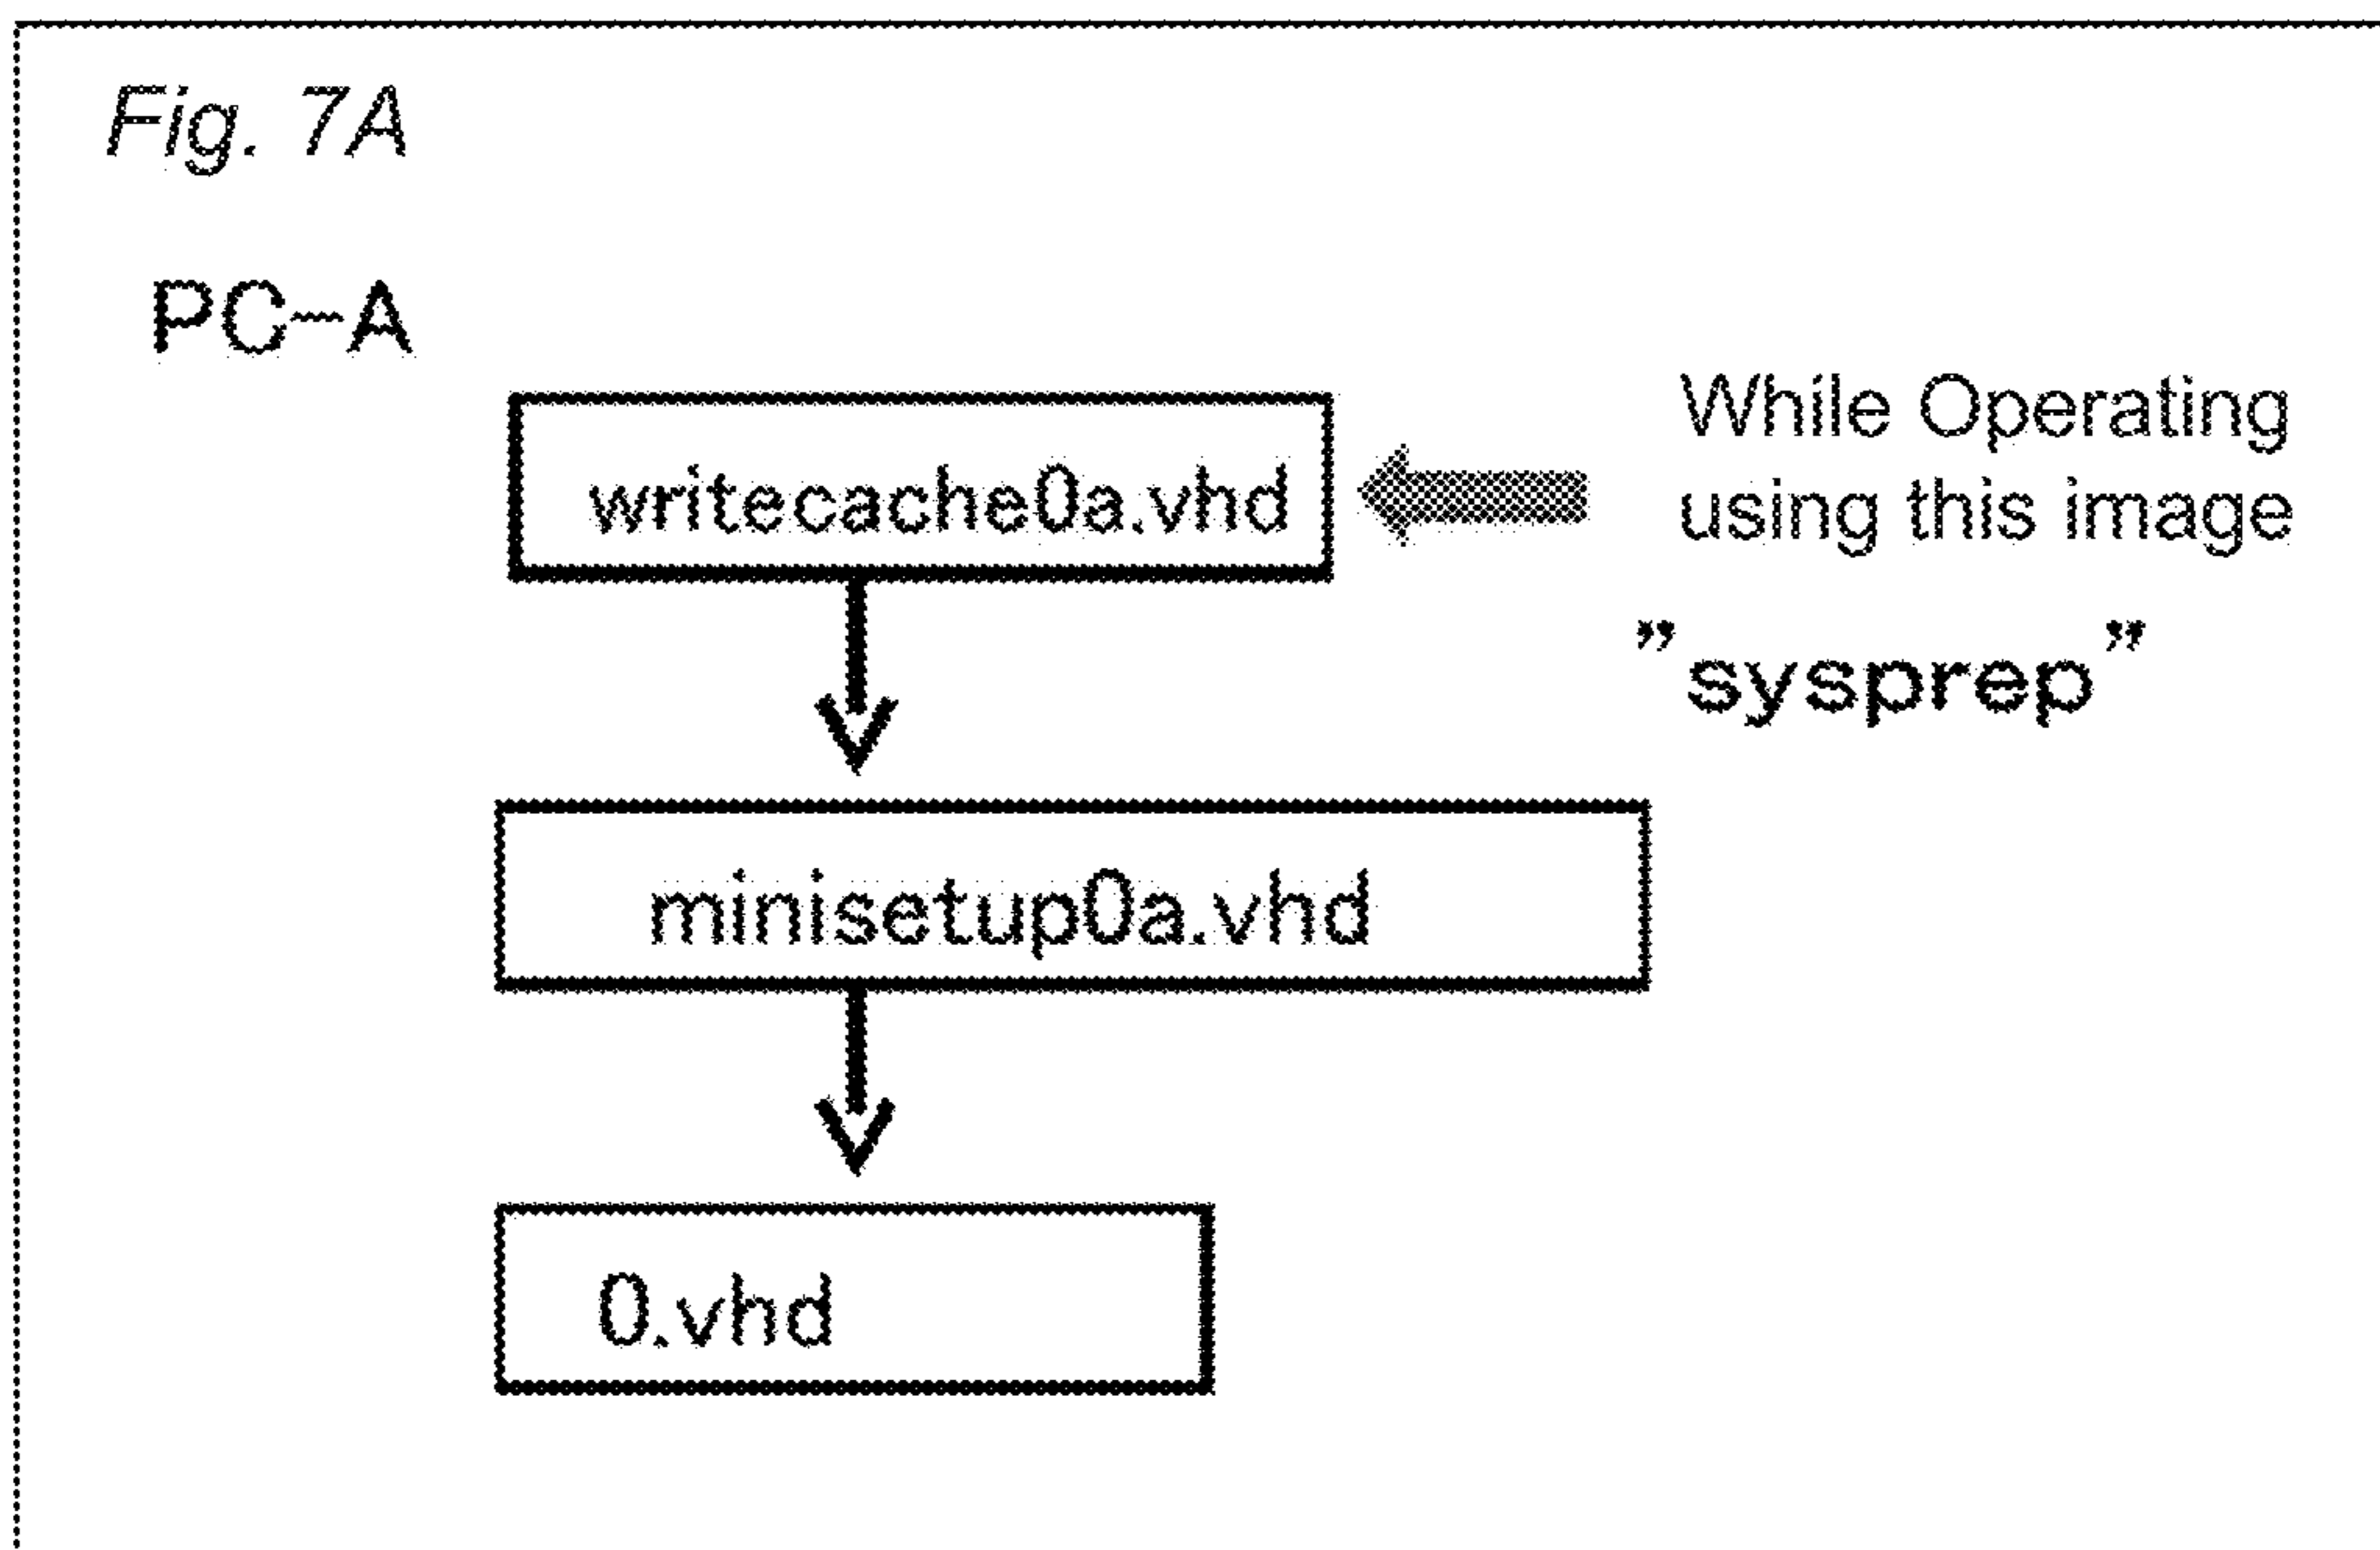 Fig. 7A
PC-A
writecache0a.vhd
While Operating
using this image
”sysprep”
minisetup0a.vhd
0.vhd